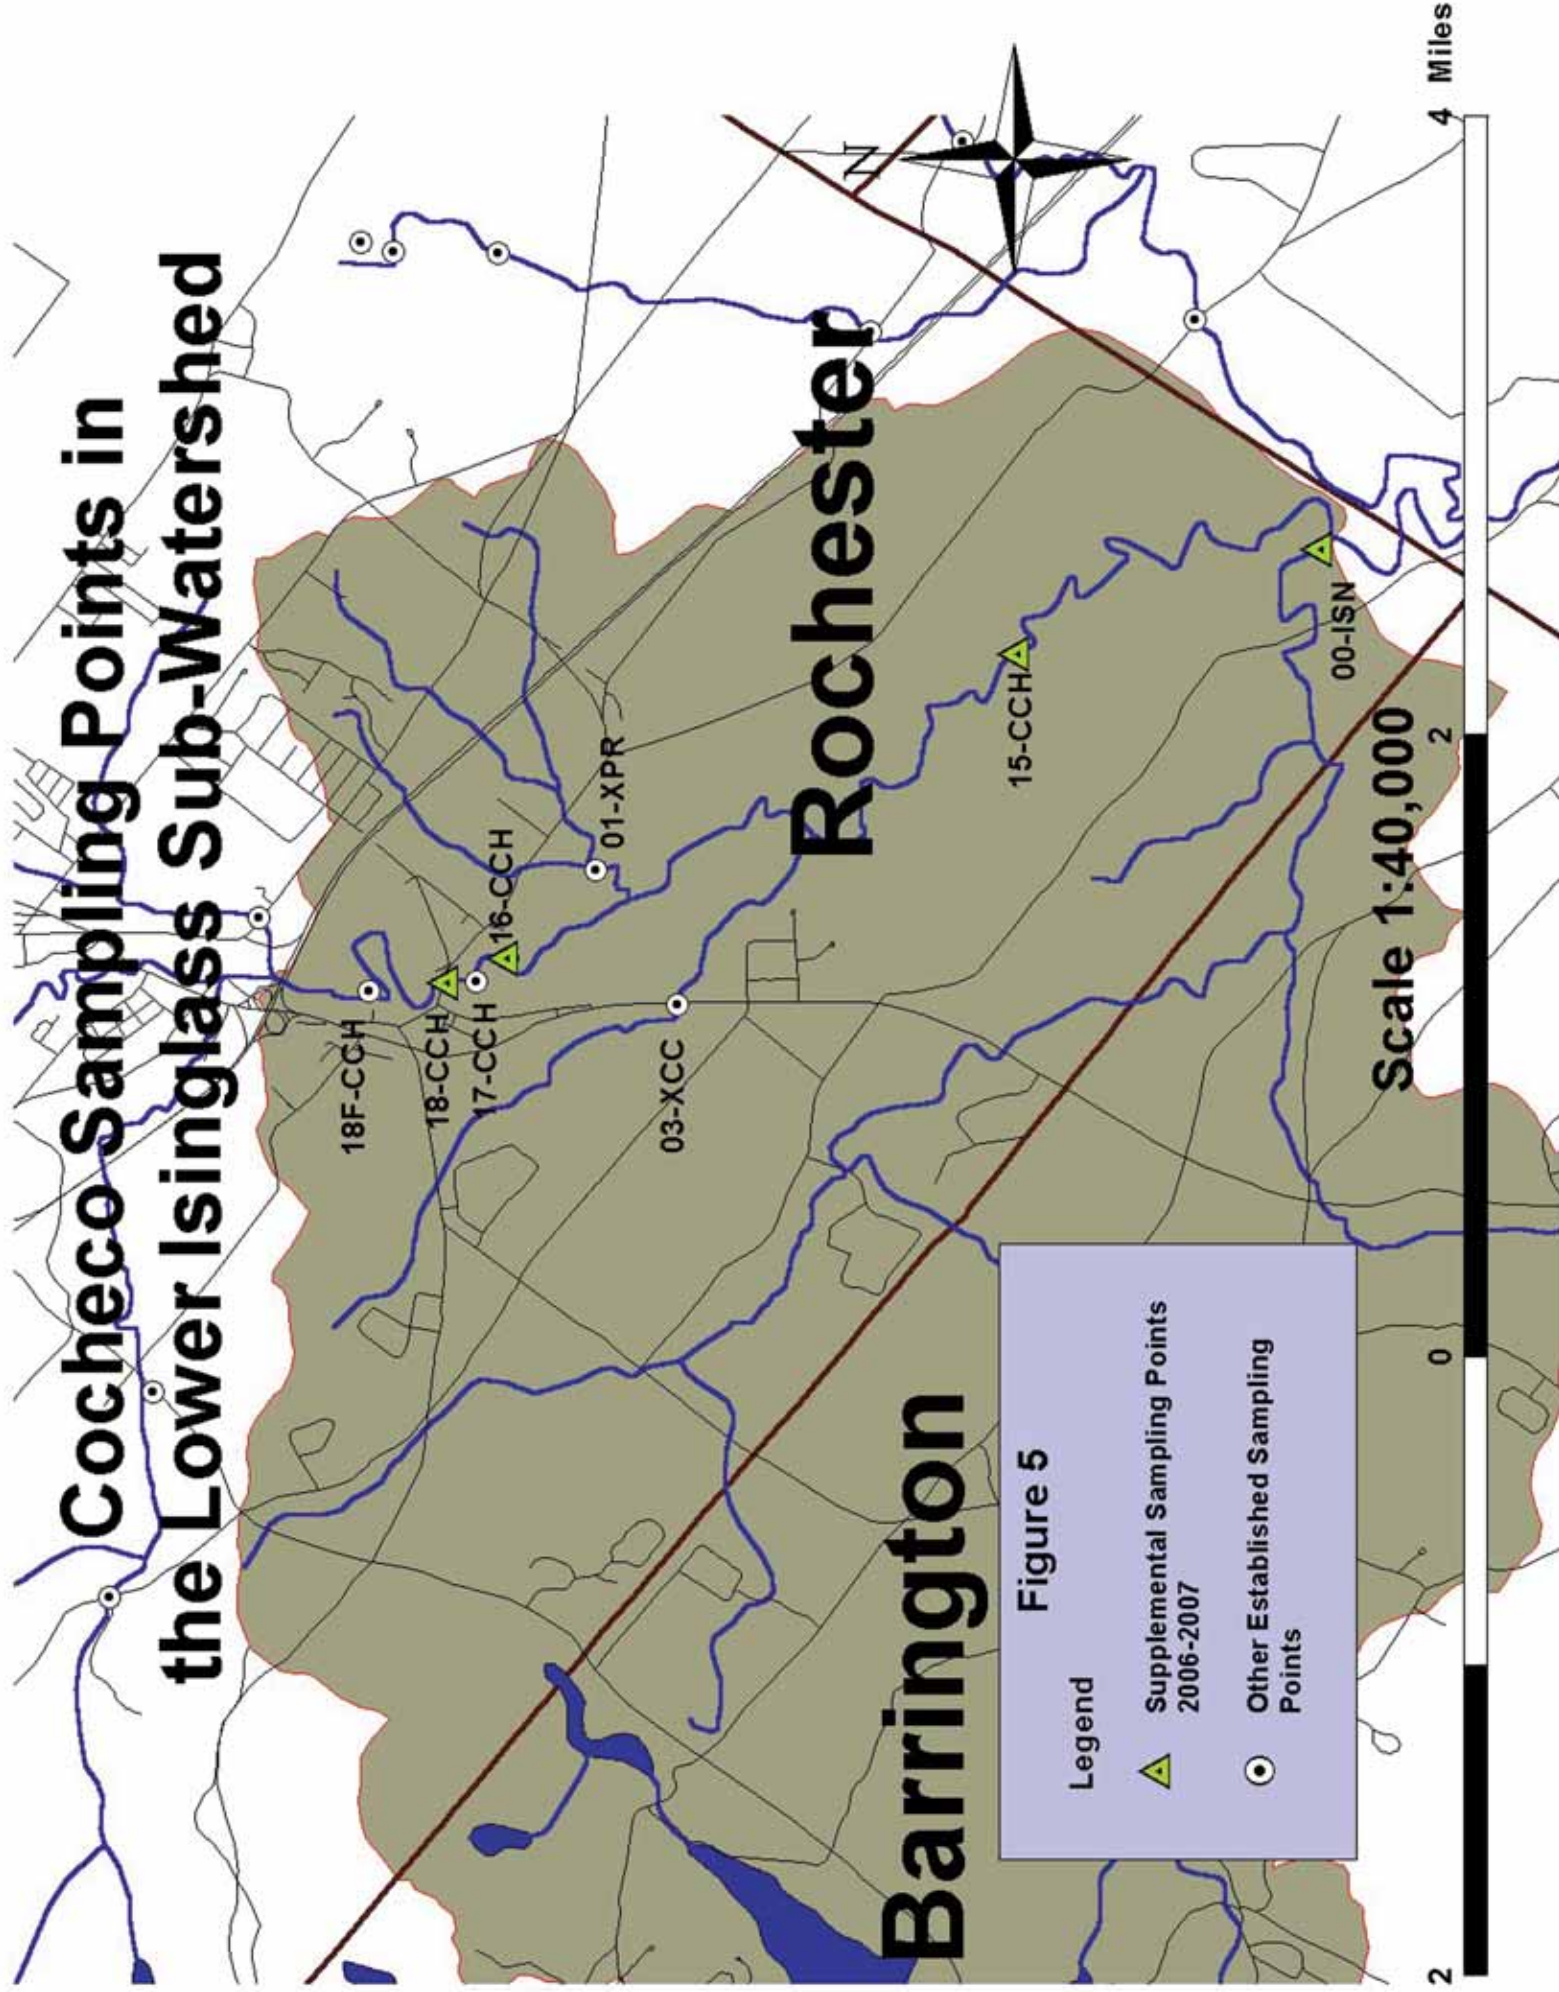 Cocheco Sampling Points in
the Lower Isinglass Sub-Watershed
18F-CCH
18-CCH
17-CCH
16-CCH
01-XPR
03-XCC
Rochester
N
15-CCH
00-ISN
Barrington
Figure 5
Legend
Supplemental Sampling Points
2006-2007
Other Established Sampling
Points
Scale 1:40,000
2 0 2 4 Miles